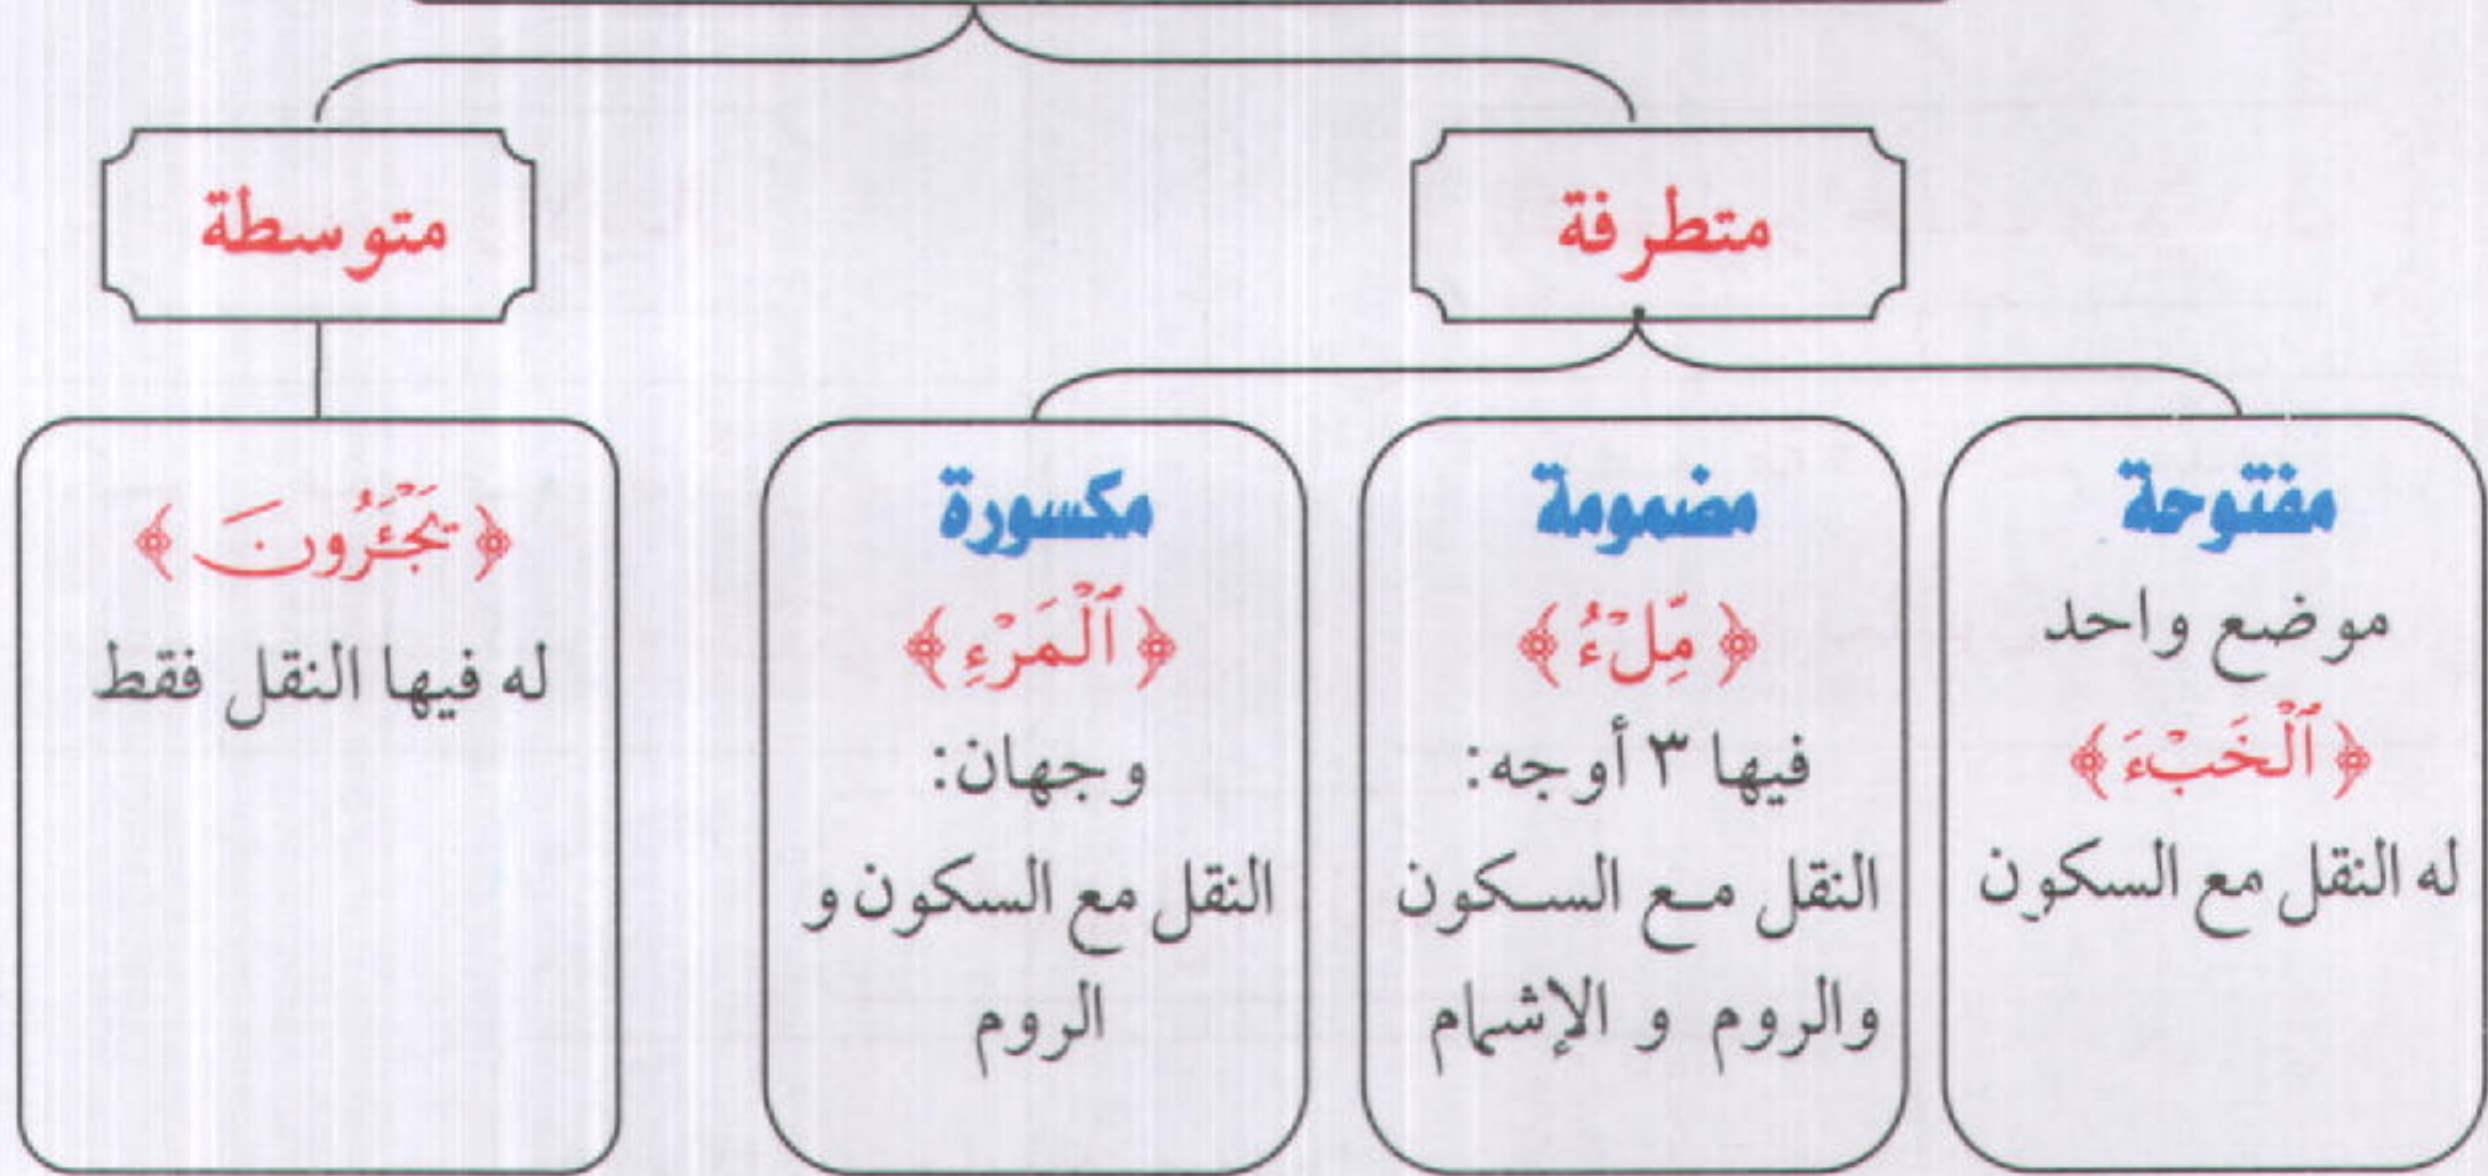 متطرفة
متوسطة
مفتوحة
موضع واحد
﴿ ٱلْخَبْءَ ﴾
له النقل مع السكون
مضمومة
﴿ مِّلْءُ ﴾
فيها ٣ أوجه:
النقل مع السكون
والروم و الإشمام
مكسورة
﴿ ٱلْمَرْءِ ﴾
وجهان:
النقل مع السكون و
الروم
﴿ يَجْـَٔرُونَ ﴾
له فيها النقل فقط